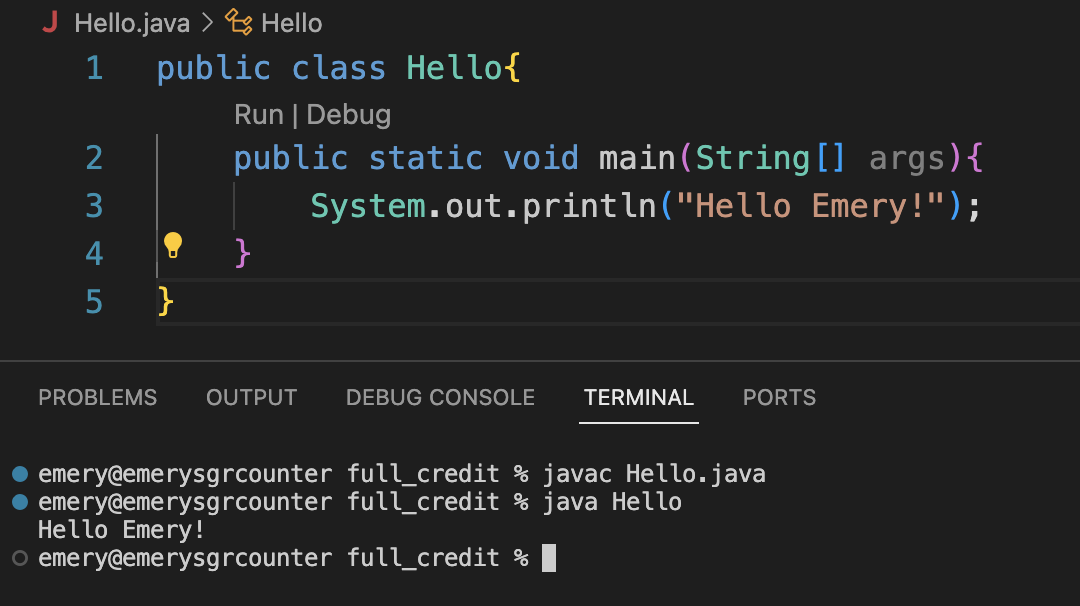 J Hello.java > Hello
1 public class Hello{
Run | Debug
2 public static void main(String[] args){
3 System.out.println("Hello Emery!");
4 }
5 }
PROBLEMS OUTPUT DEBUG CONSOLE TERMINAL PORTS
emery@emerysgrcounter full_credit % javac Hello.java
emery@emerysgrcounter full_credit % java Hello
Hello Emery!
emery@emerysgrcounter full_credit %